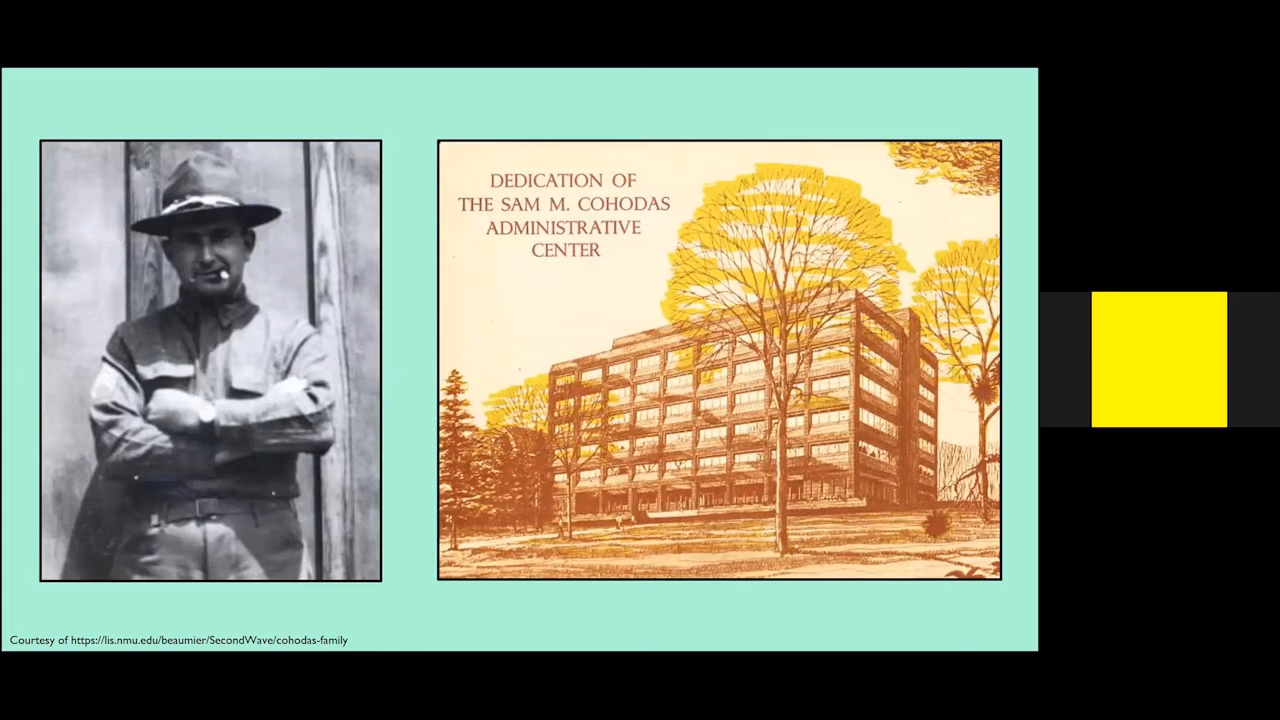 DEDICATION OF
THE SAM M. COHODAS
ADMINISTRATIVE
CENTER
Courtesy of https://lis.nmu.edu/beaumier/SecondWave/cohodas-family